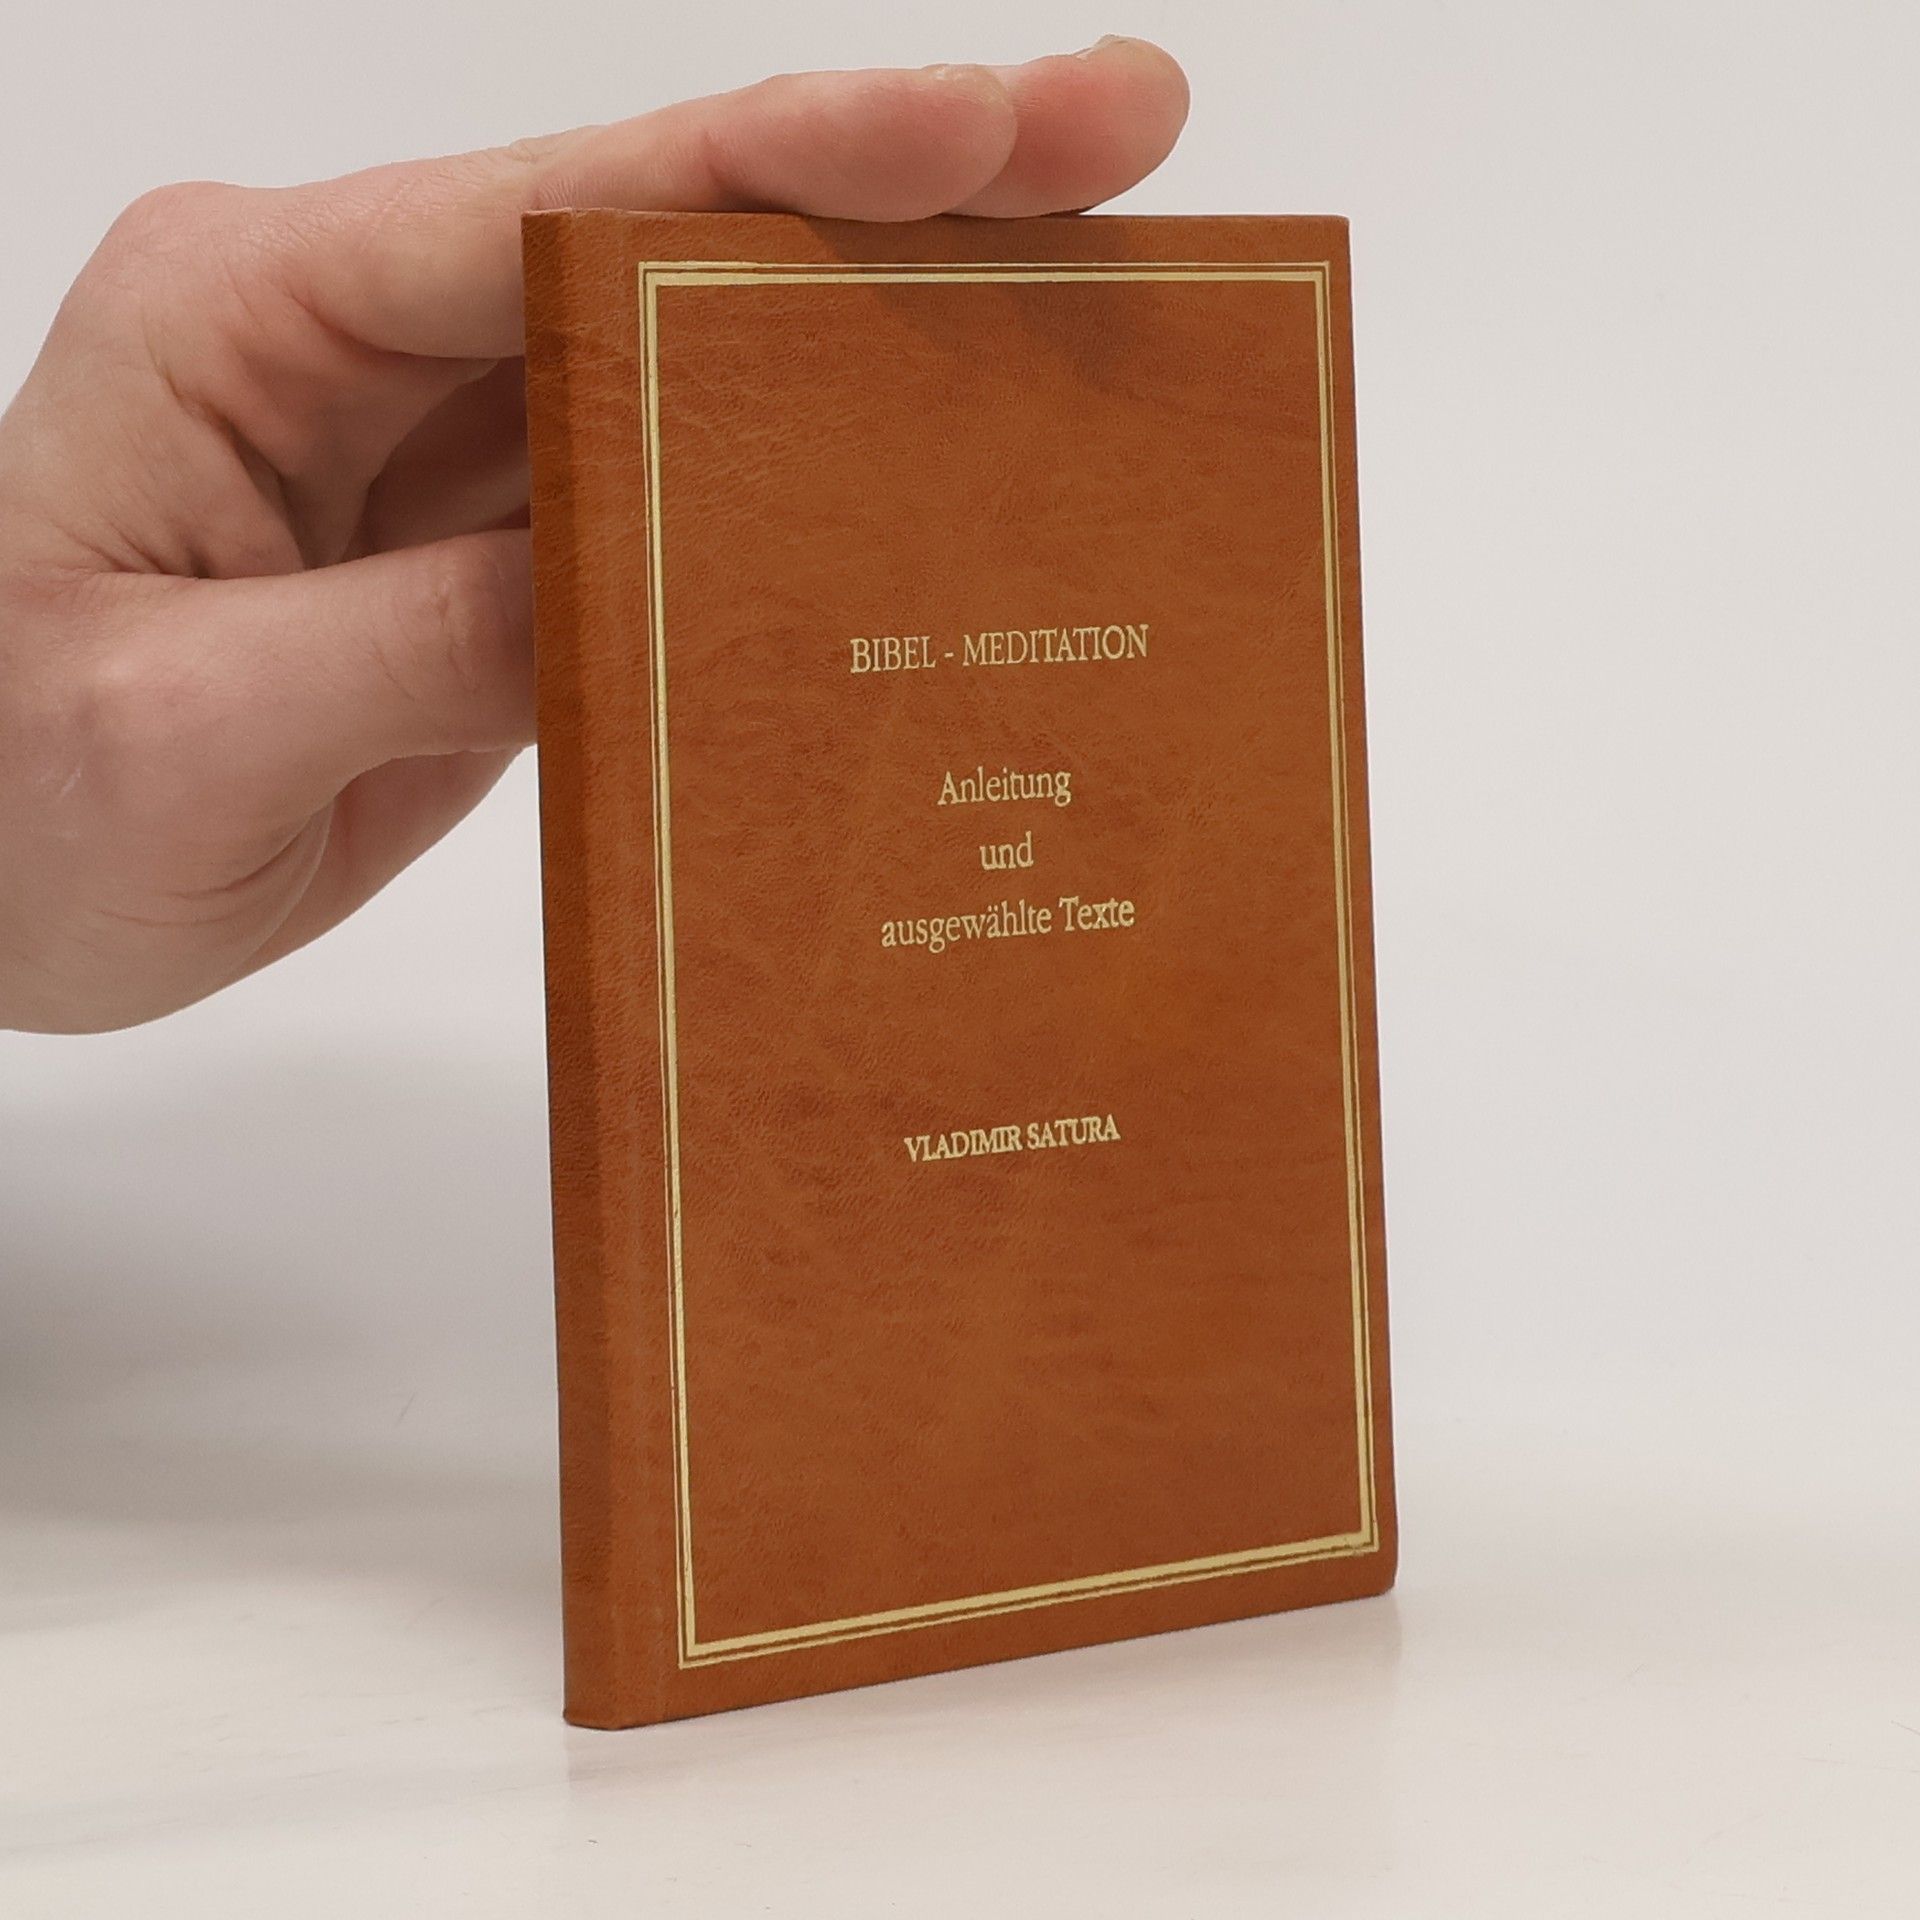 BIBEL - MEDITATION
Anleitung
und
ausgewählte Texte
VLADIMIR SATURA